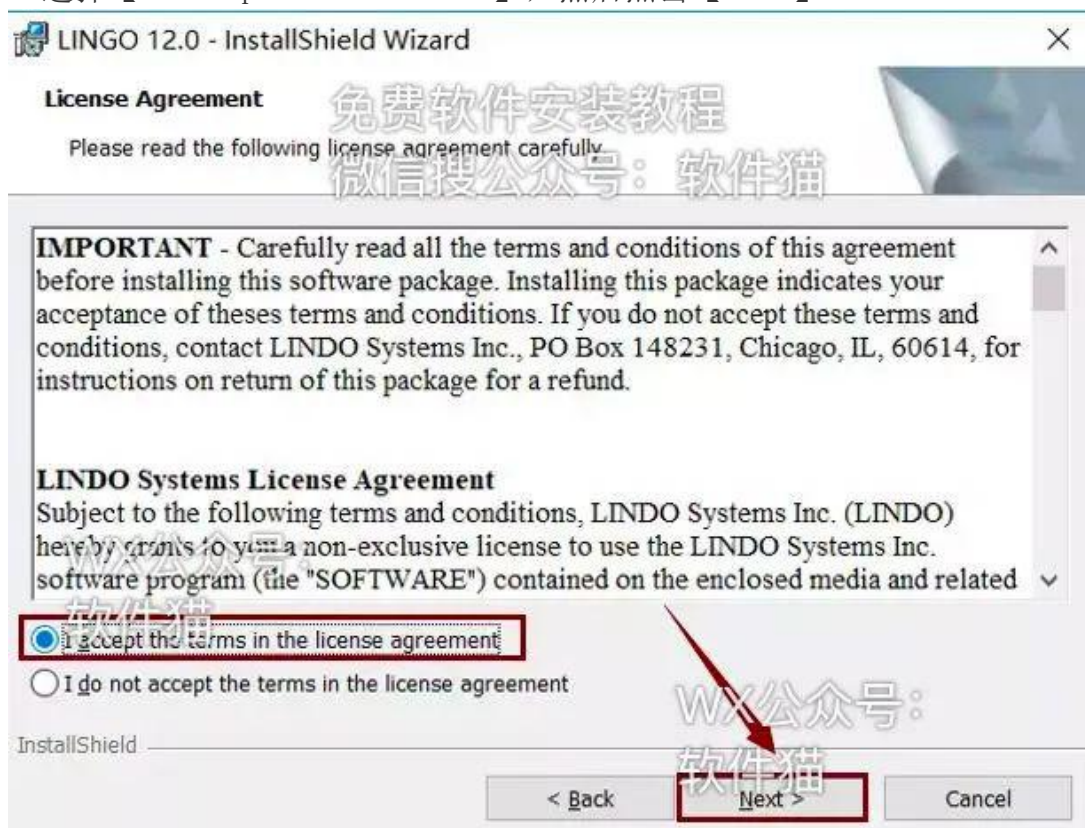 LINGO 12.0 - InstallShield Wizard
License Agreement
免费软件安装教程
Please read the following license agreement carefully.
微信搜公众号：软件猫
IMPORTANT - Carefully read all the terms and conditions of this agreement
before installing this software package. Installing this package indicates your
acceptance of theses terms and conditions. If you do not accept these terms and
conditions, contact LINDO Systems Inc., PO Box 148231, Chicago, IL, 60614, for
instructions on return of this package for a refund.
LINDO Systems License Agreement
Subject to the following terms and conditions, LINDO Systems Inc. (LINDO)
hereby grants to you a non-exclusive license to use the LINDO Systems Inc.
WX公众号：
software program (the "SOFTWARE") contained on the enclosed media and related
软件猫
I accept the terms in the license agreement
I do not accept the terms in the license agreement
WX公众号：
InstallShield
软件猫
< Back
Next >
Cancel